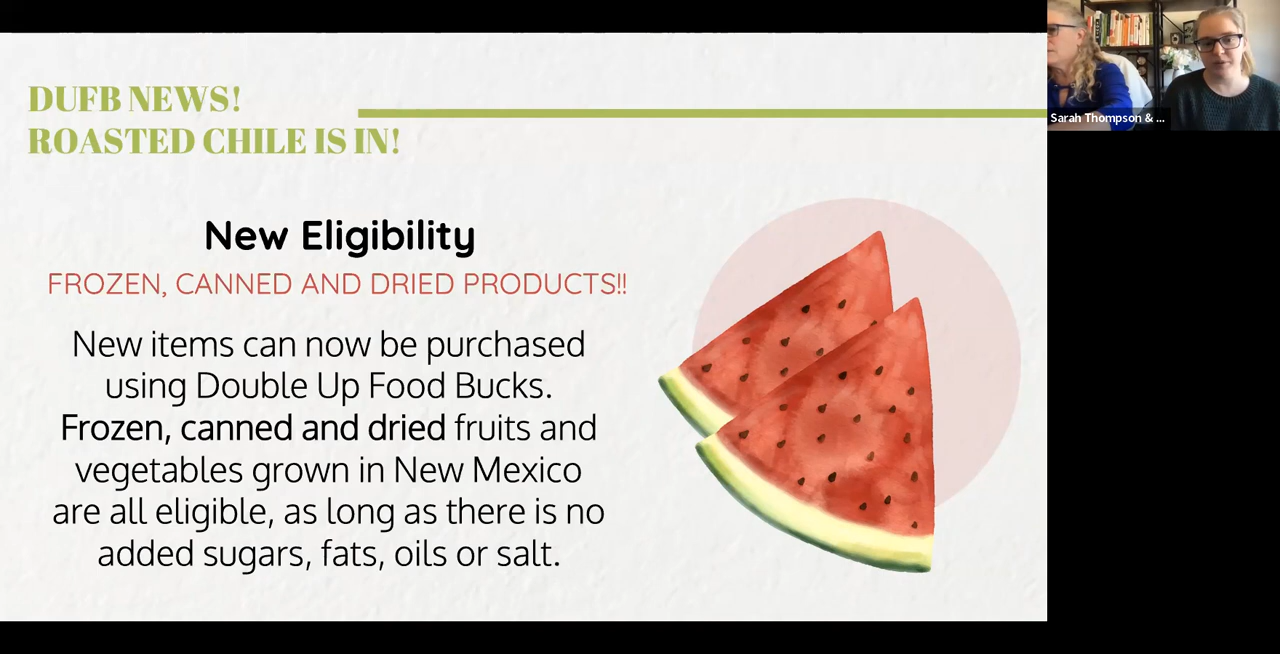 DUFB NEWS!
ROASTED CHILE IS IN!
New Eligibility
FROZEN, CANNED AND DRIED PRODUCTS!!
New items can now be purchased
using Double Up Food Bucks.
Frozen, canned and dried fruits and
vegetables grown in New Mexico
are all eligible, as long as there is no
added sugars, fats, oils or salt.
Sarah Thompson & ...